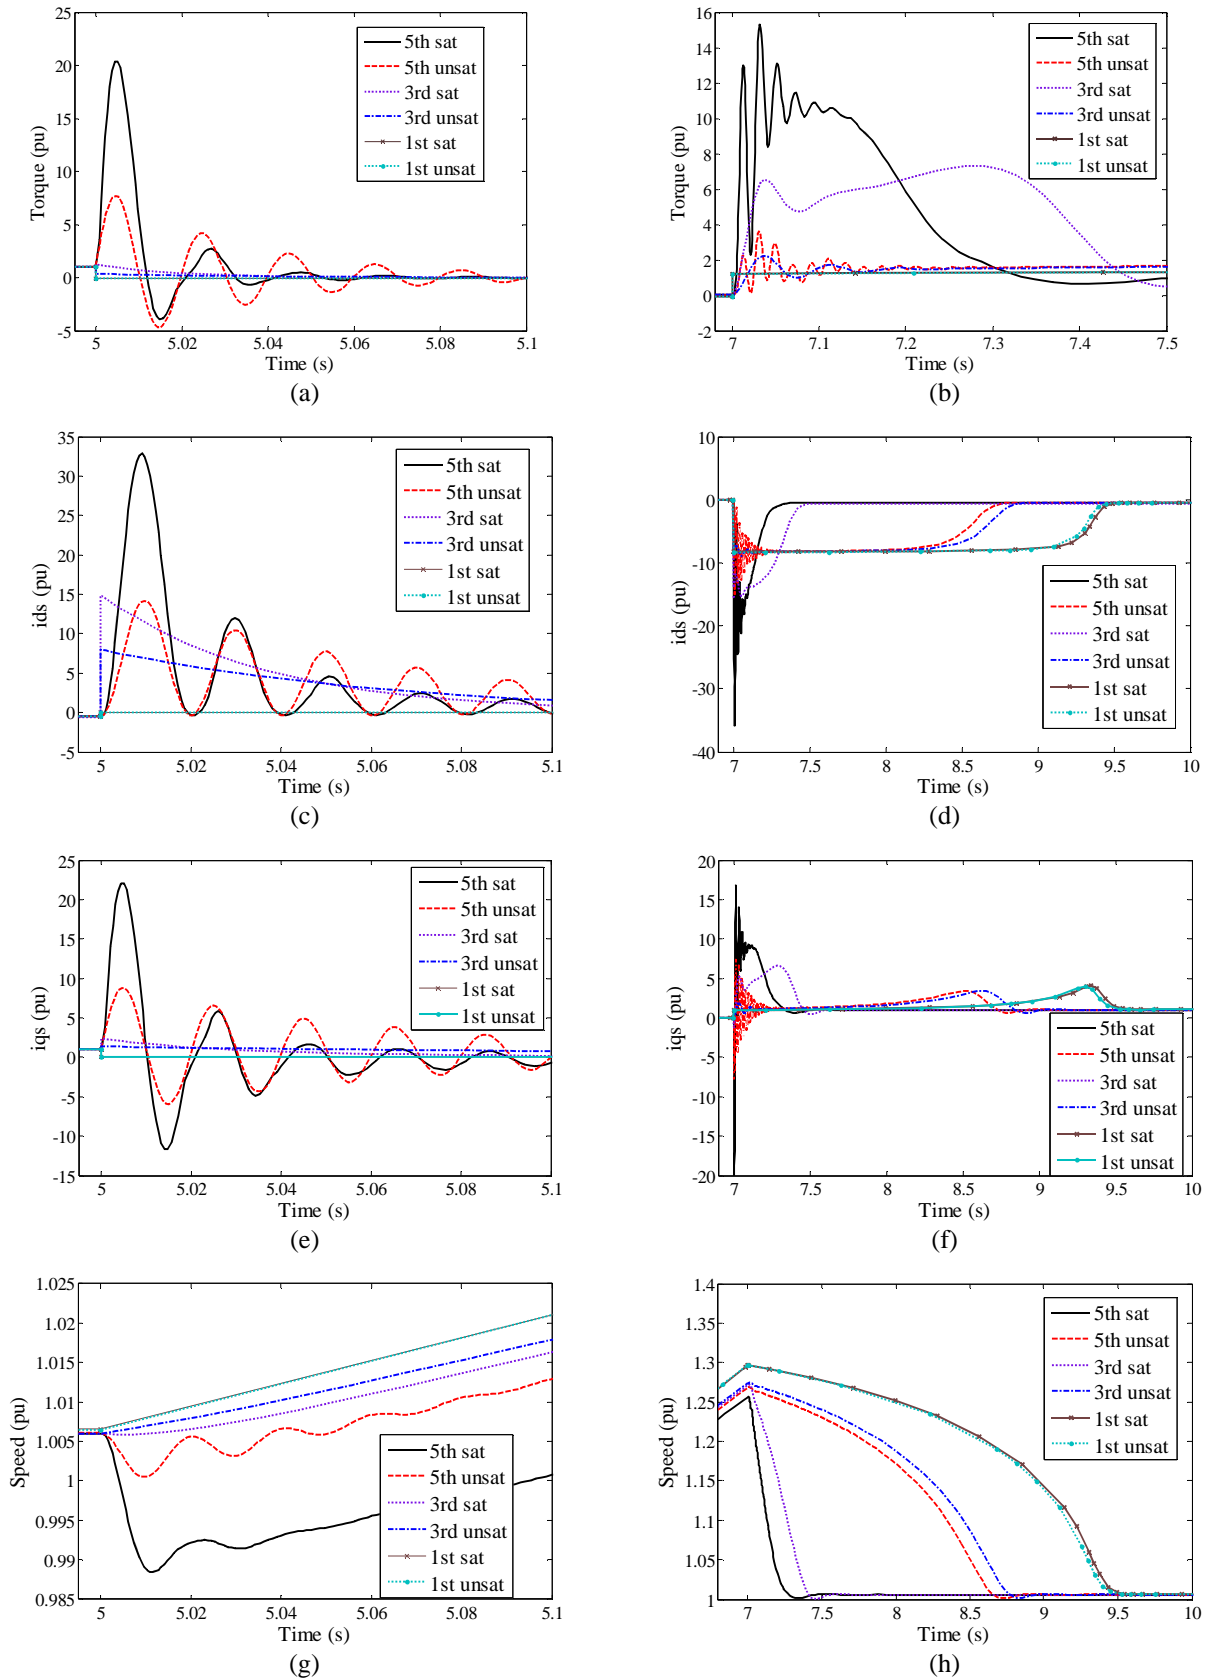 25
20
15
10
5
0
-5
Torque (pu)
5
5.02
5.04
5.06
5.08
5.1
Time (s)
5th sat
5th unsat
3rd sat
3rd unsat
1st sat
1st unsat
(a)
16
14
12
10
8
6
4
2
0
-2
Torque (pu)
7
7.1
7.2
7.3
7.4
7.5
Time (s)
5th sat
5th unsat
3rd sat
3rd unsat
1st sat
1st unsat
(b)
35
30
25
20
15
10
5
0
-5
ids (pu)
5
5.02
5.04
5.06
5.08
5.1
Time (s)
5th sat
5th unsat
3rd sat
3rd unsat
1st sat
1st unsat
(c)
10
0
-10
-20
-30
-40
ids (pu)
7
7.5
8
8.5
9
9.5
10
Time (s)
5th sat
5th unsat
3rd sat
3rd unsat
1st sat
1st unsat
(d)
25
20
15
10
5
0
-5
-10
-15
iqs (pu)
5
5.02
5.04
5.06
5.08
5.1
Time (s)
5th sat
5th unsat
3rd sat
3rd unsat
1st sat
1st unsat
(e)
20
15
10
5
0
-5
-10
-15
-20
iqs (pu)
7
7.5
8
8.5
9
9.5
10
Time (s)
5th sat
5th unsat
3rd sat
3rd unsat
1st sat
1st unsat
(f)
1.025
1.02
1.015
1.01
1.005
1
0.995
0.99
0.985
Speed (pu)
5
5.02
5.04
5.06
5.08
5.1
Time (s)
5th sat
5th unsat
3rd sat
3rd unsat
1st sat
1st unsat
(g)
1.4
1.35
1.3
1.25
1.2
1.15
1.1
1.05
1
Speed (pu)
7
7.5
8
8.5
9
9.5
10
Time (s)
5th sat
5th unsat
3rd sat
3rd unsat
1st sat
1st unsat
(h)